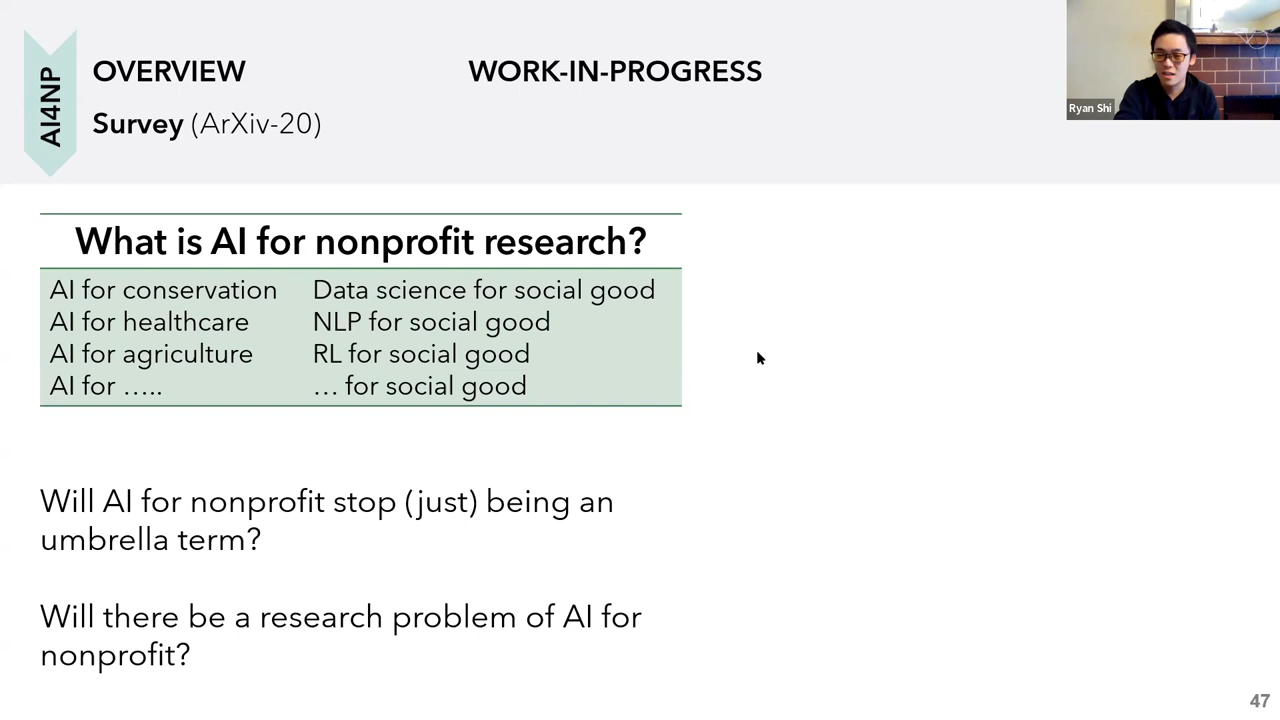 AI4NP
OVERVIEW
WORK-IN-PROGRESS
Survey (ArXiv-20)
Ryan Shi
What is AI for nonprofit research?
AI for conservation
Data science for social good
AI for healthcare
NLP for social good
AI for agriculture
RL for social good
AI for …..
… for social good
Will AI for nonprofit stop (just) being an
umbrella term?
Will there be a research problem of AI for
nonprofit?
47